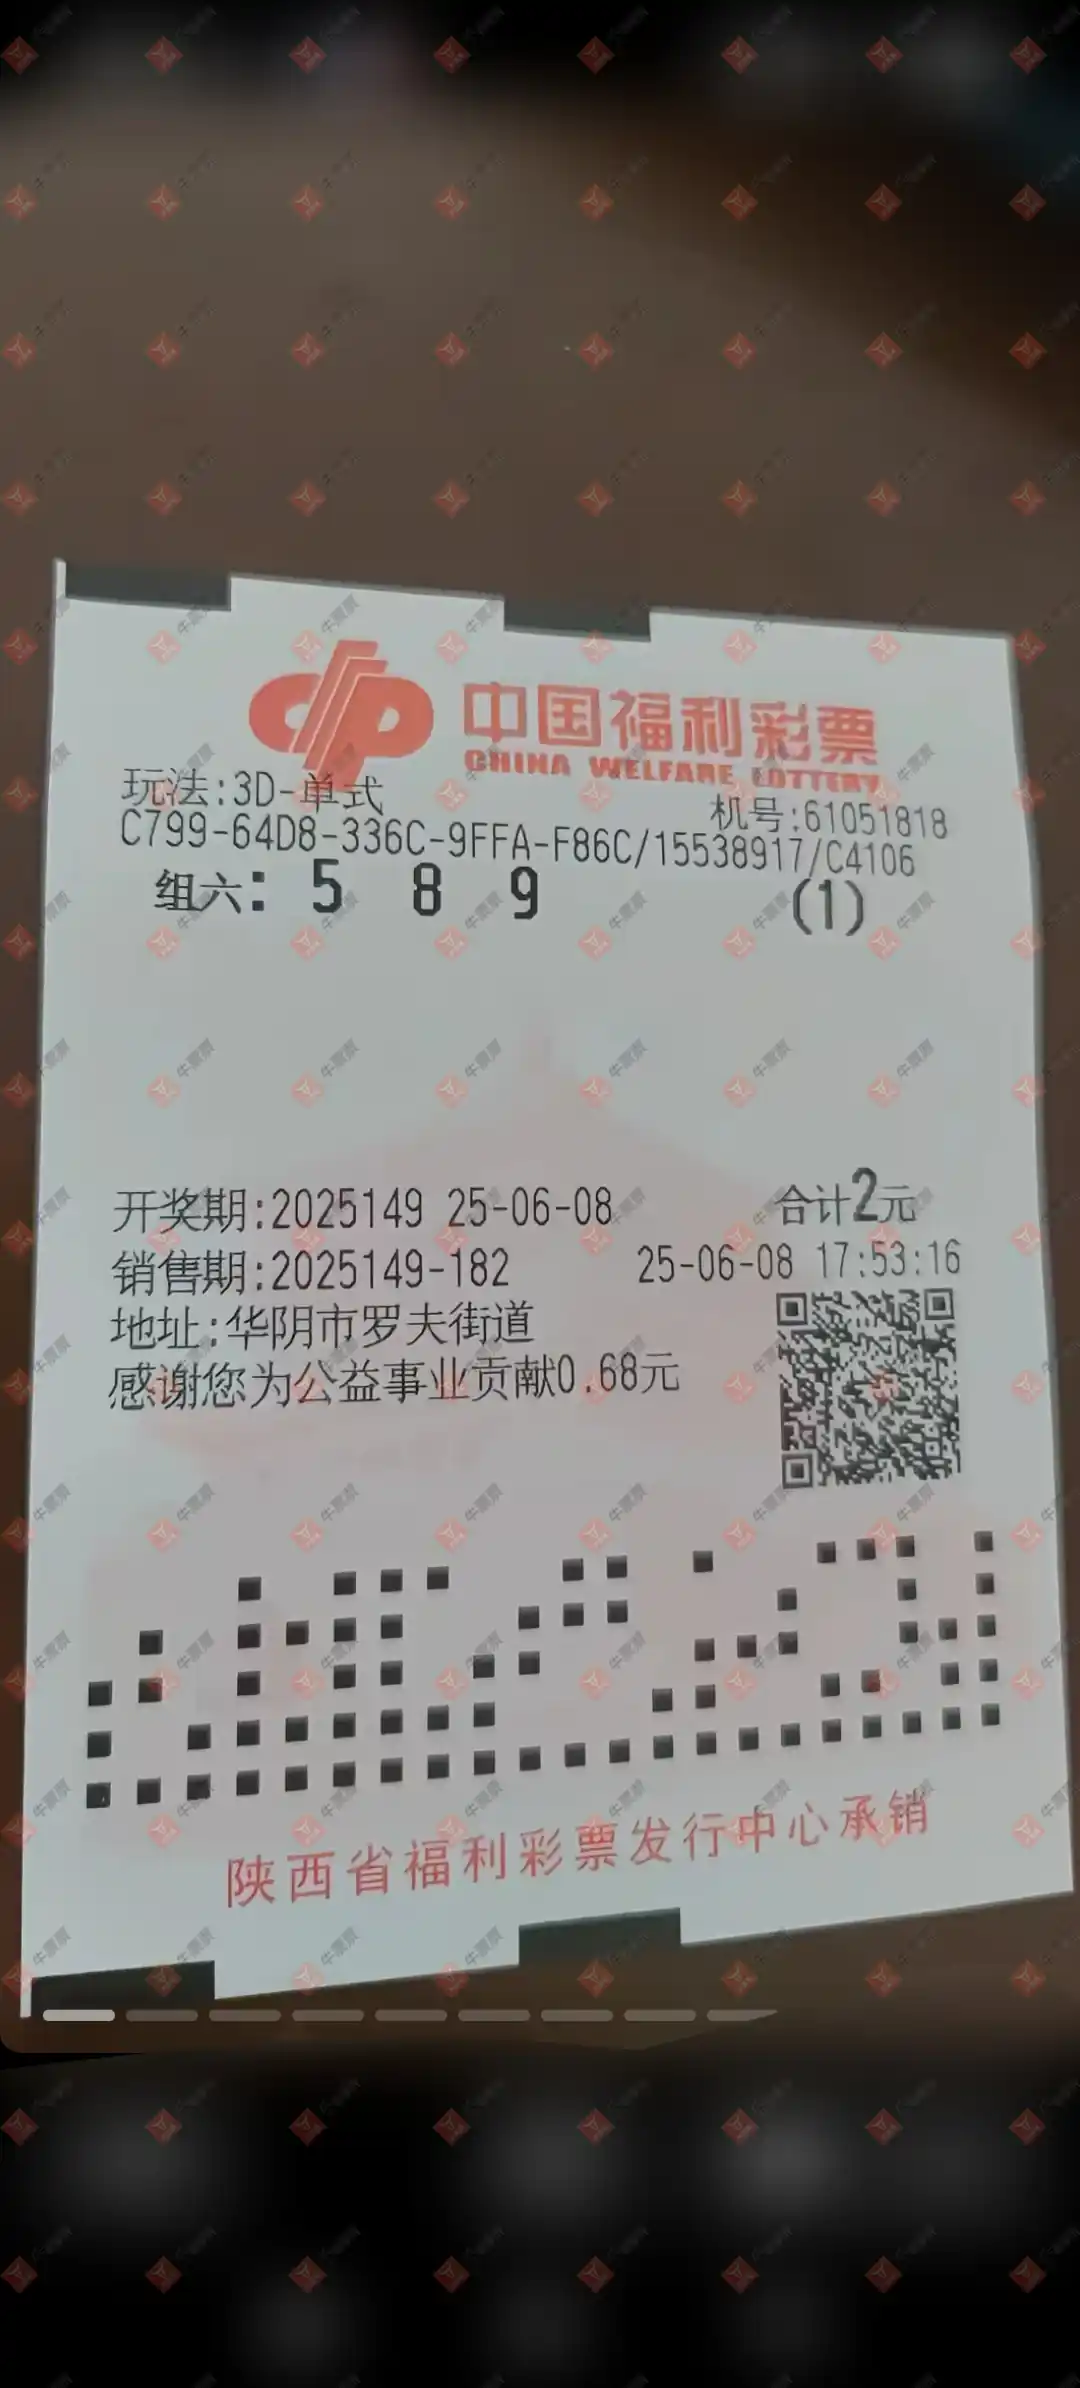 中国福利彩票
CHINA WELFARE LOTTERY
玩法:3D-单式
机号:61051818
C799-64D8-336C-9FFA-F86C/15538917/C4106
组六: 5 8 9 (1)
开奖期:2025149 25-06-08 合计2元
销售期:2025149-182 25-06-08 17:53:16
地址:华阴市罗夫街道
感谢您为公益事业贡献0.68元
陕西省福利彩票发行中心承销